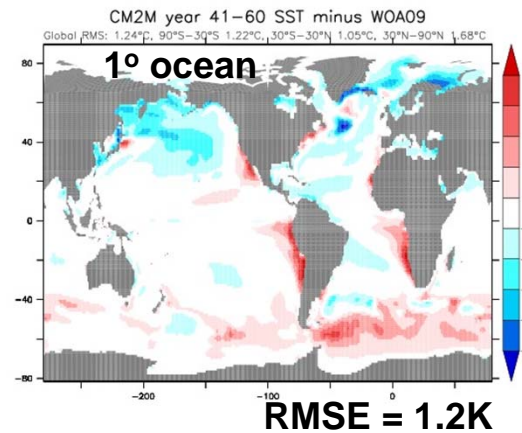 CM2M year 41-60 SST minus WOA09
Global RMS: 1.24°C, 90°S-30°S 1.22°C, 30°S-30°N 1.05°C, 30°N-90°N 1.68°C
1º ocean
80
40
0
-40
-80
-200 -100 0
RMSE = 1.2K